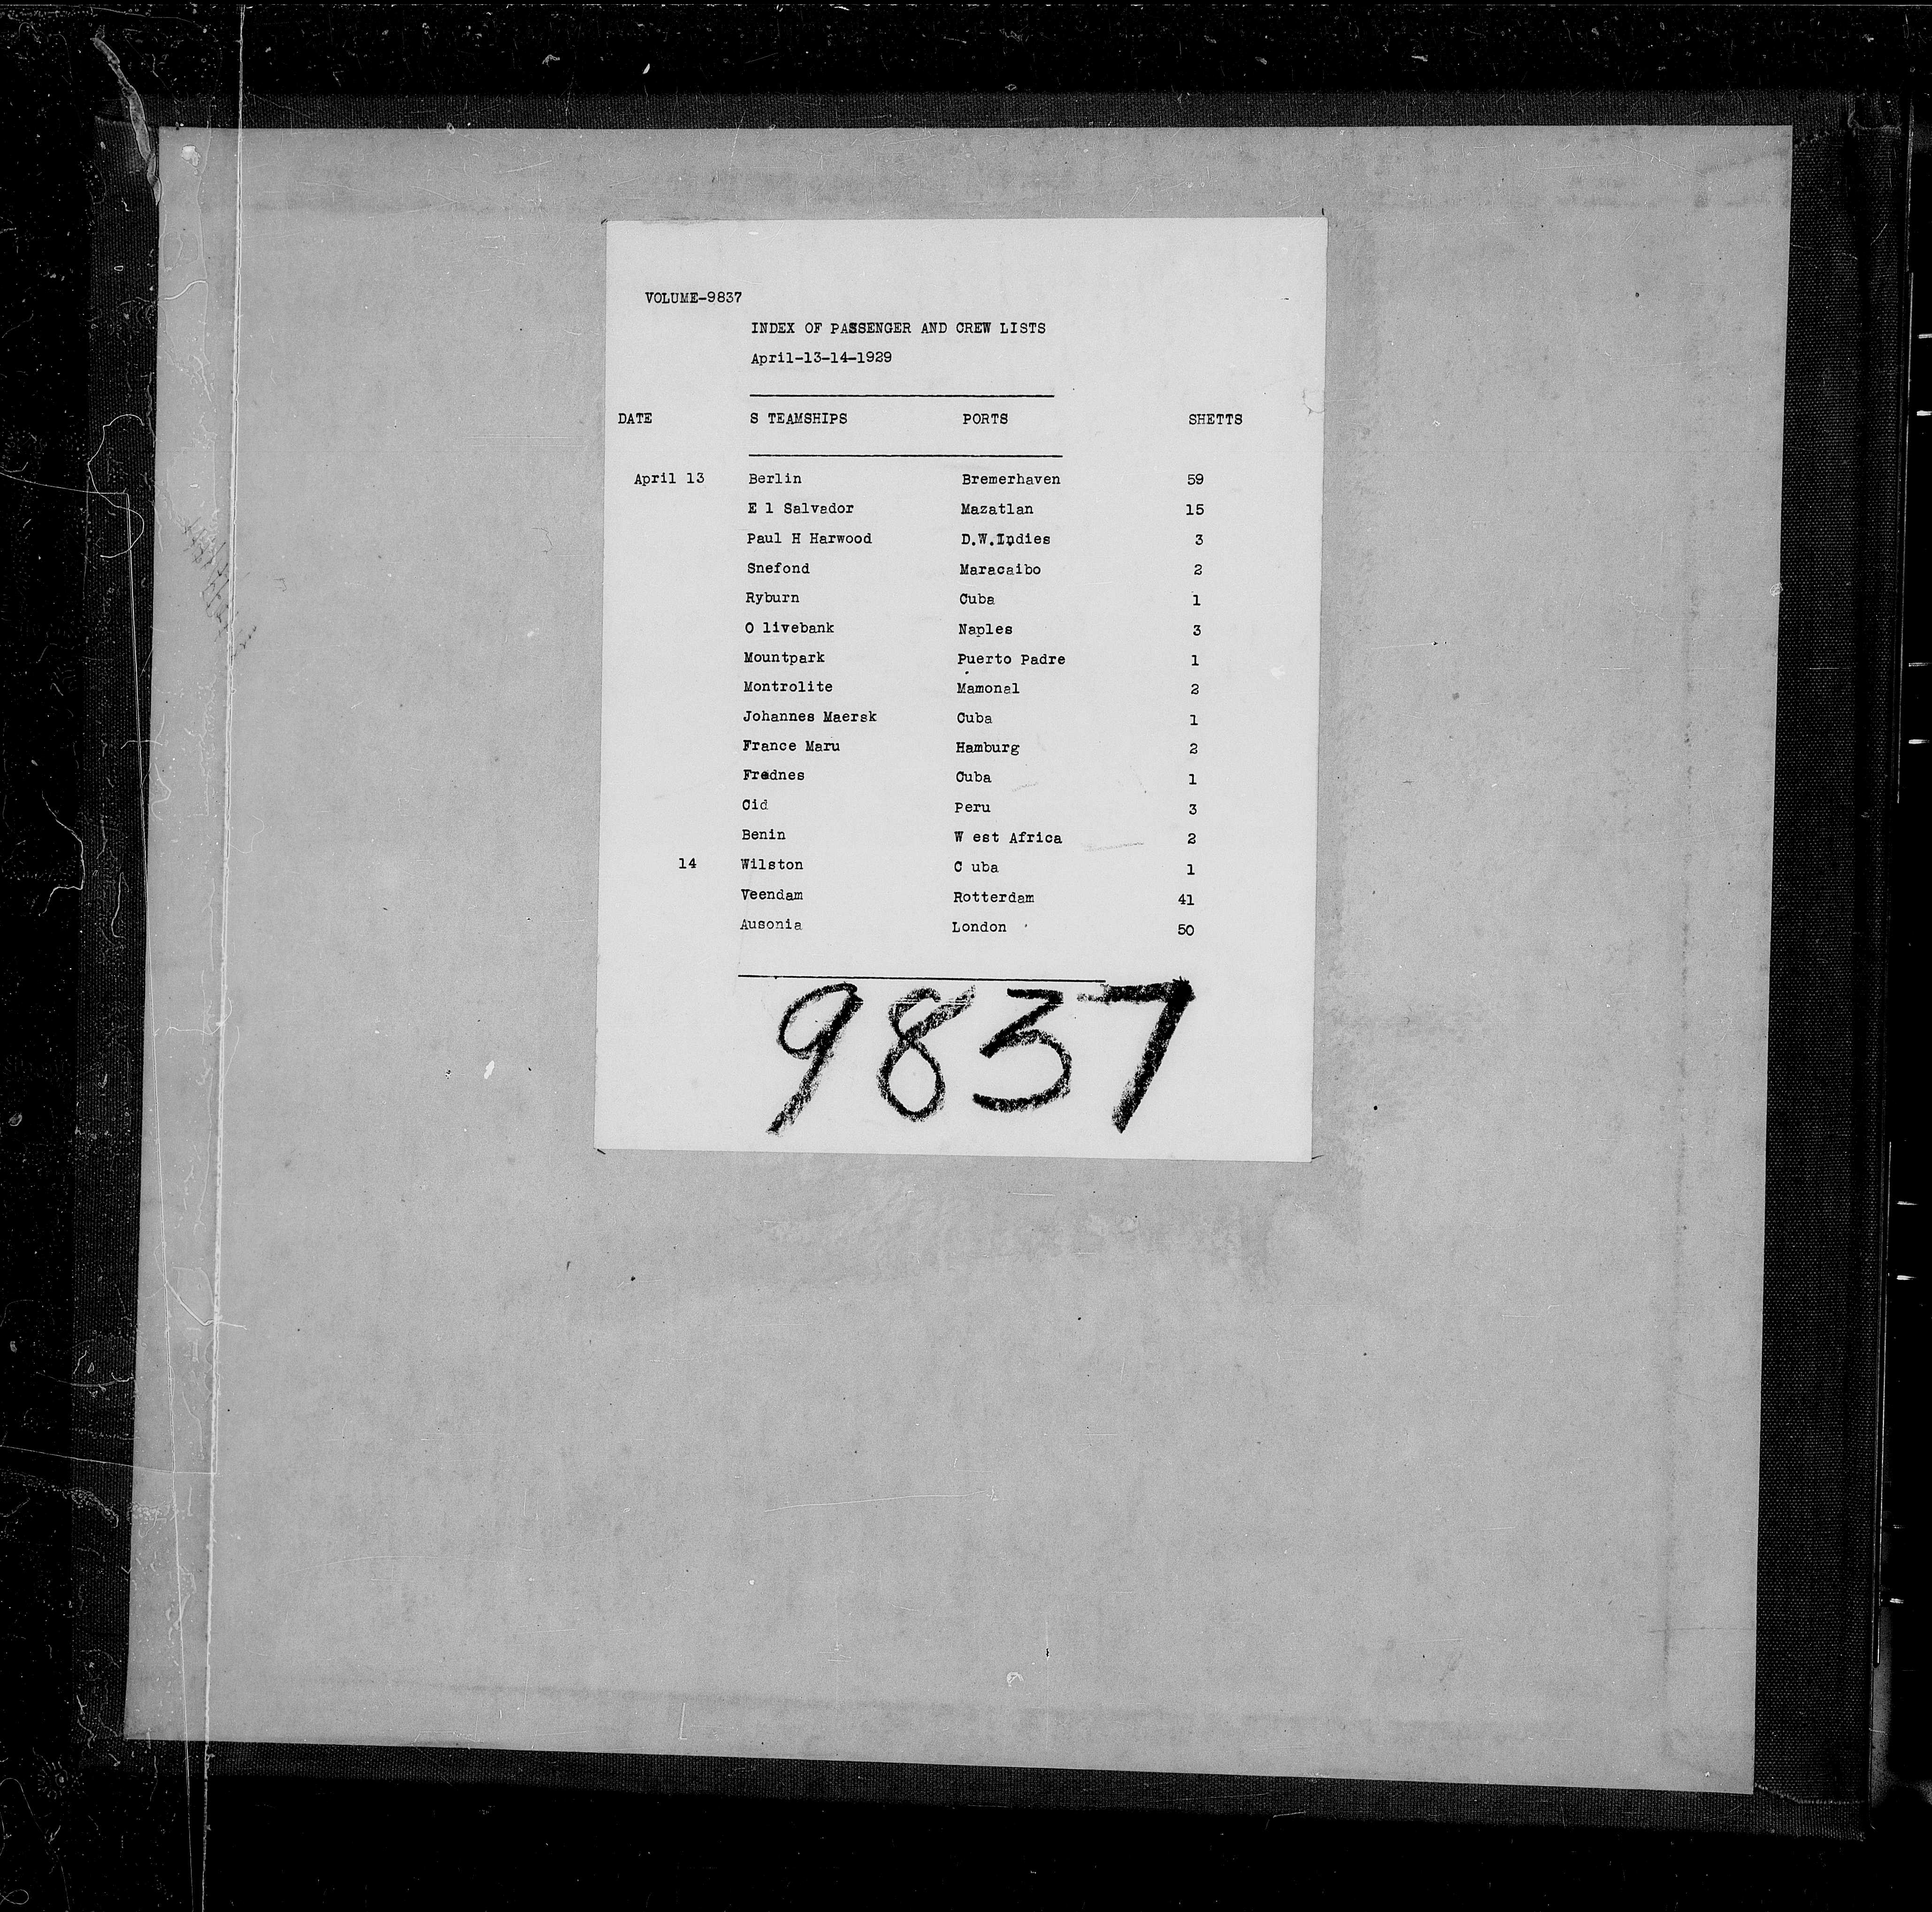 VOLUME-9837
INDEX OF PASSENGER AND CREW LISTS
April-13-14-1929
DATE S TEAMSHIPS PORTS SHETTS
April 13 Berlin Bremerhaven 59
E l Salvador Mazatlan 15
Paul H Harwood D.W.Indies 3
Snefond Maracaibo 2
Ryburn Cuba 1
O livebank Naples 3
Mountpark Puerto Padre 1
Montrolite Mamonal 2
Johannes Maersk Cuba 1
France Maru Hamburg 2
Frednes Cuba 1
Cid Peru 3
Benin W est Africa 2
14 Wilston C uba 1
Veendam Rotterdam 41
Ausonia London 50
9837